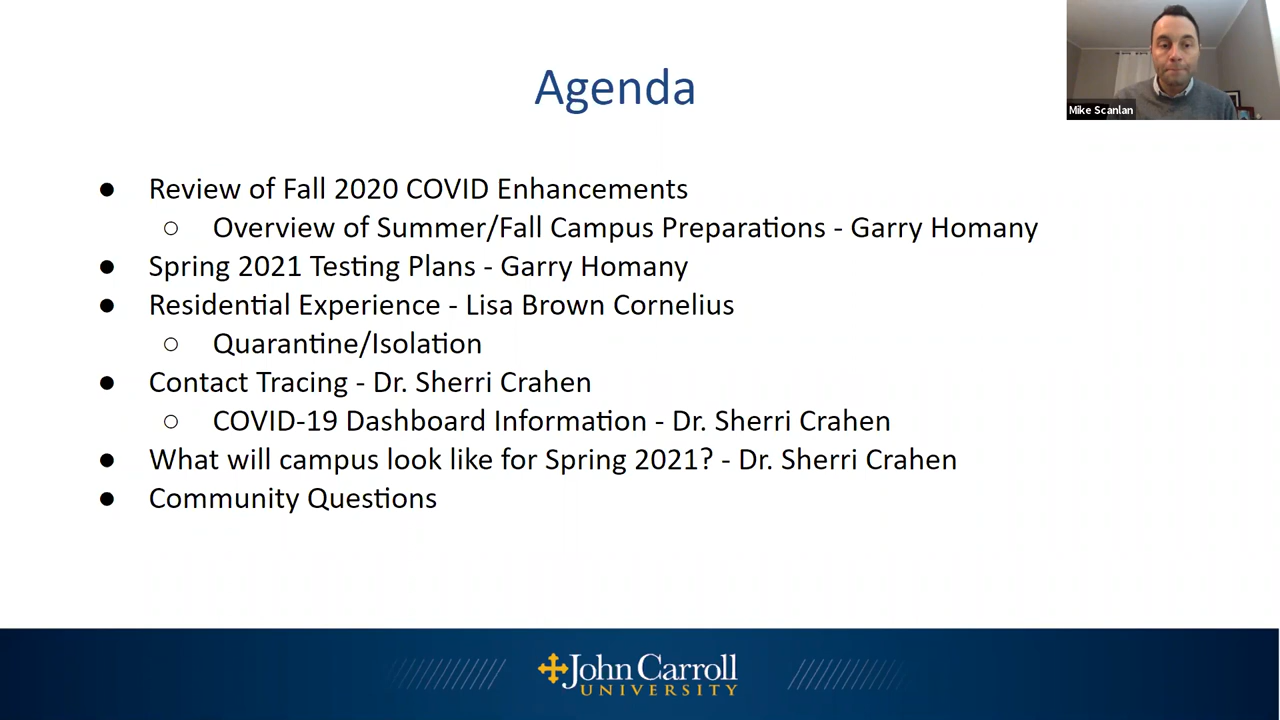 Agenda
Mike Scanlan
● Review of Fall 2020 COVID Enhancements
○ Overview of Summer/Fall Campus Preparations - Garry Homany
● Spring 2021 Testing Plans - Garry Homany
● Residential Experience - Lisa Brown Cornelius
○ Quarantine/Isolation
● Contact Tracing - Dr. Sherri Crahen
○ COVID-19 Dashboard Information - Dr. Sherri Crahen
● What will campus look like for Spring 2021? - Dr. Sherri Crahen
● Community Questions
John Carroll
UNIVERSITY